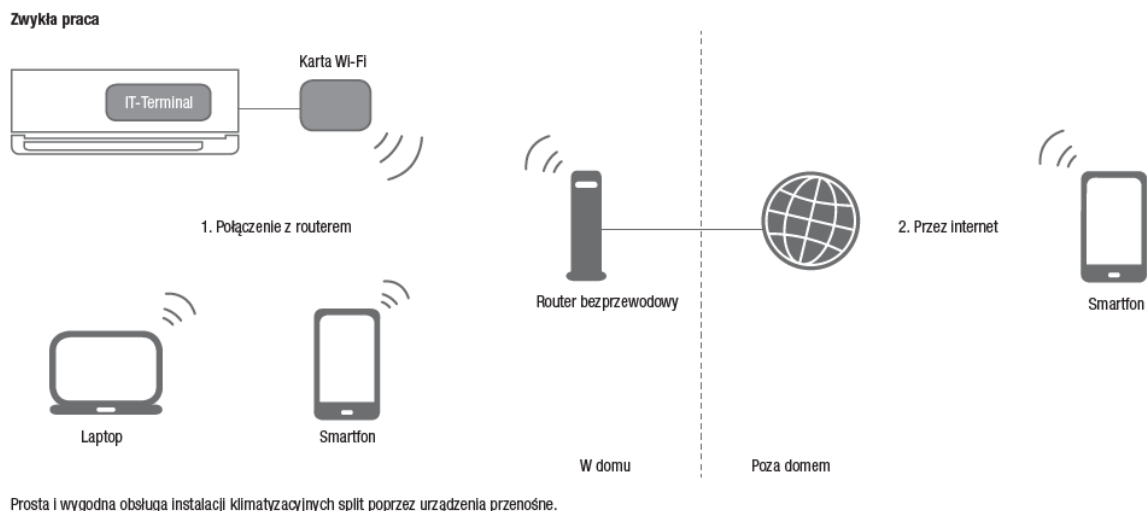 Zwykła praca
Karta Wi-Fi
IT-Terminal
1. Połączenie z routerem
2. Przez internet
Router bezprzewodowy
Smartfon
Laptop
Smartfon
W domu
Poza domem
Prosta i wygodna obsługa instalacji klimatyzacyjnych split poprzez urządzenia przenośne.